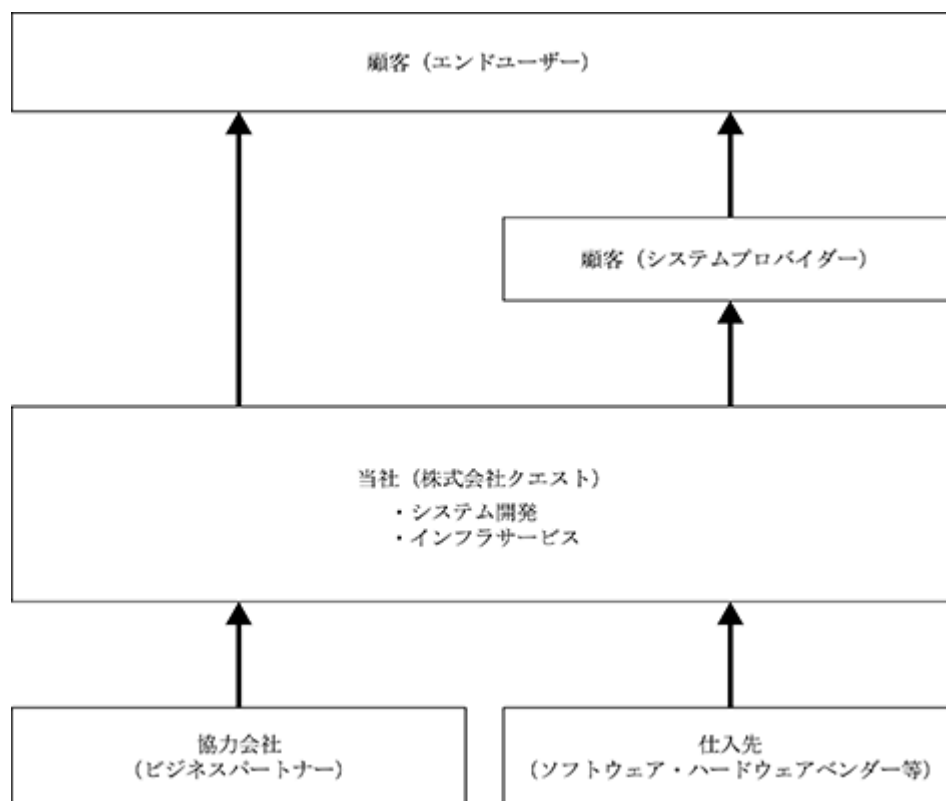 顧客（エンドユーザー）
顧客（システムプロバイダー）
当社（株式会社クエスト）
・システム開発
・インフラサービス
協力会社
（ビジネスパートナー）
仕入先
（ソフトウェア・ハードウェアベンダー等）